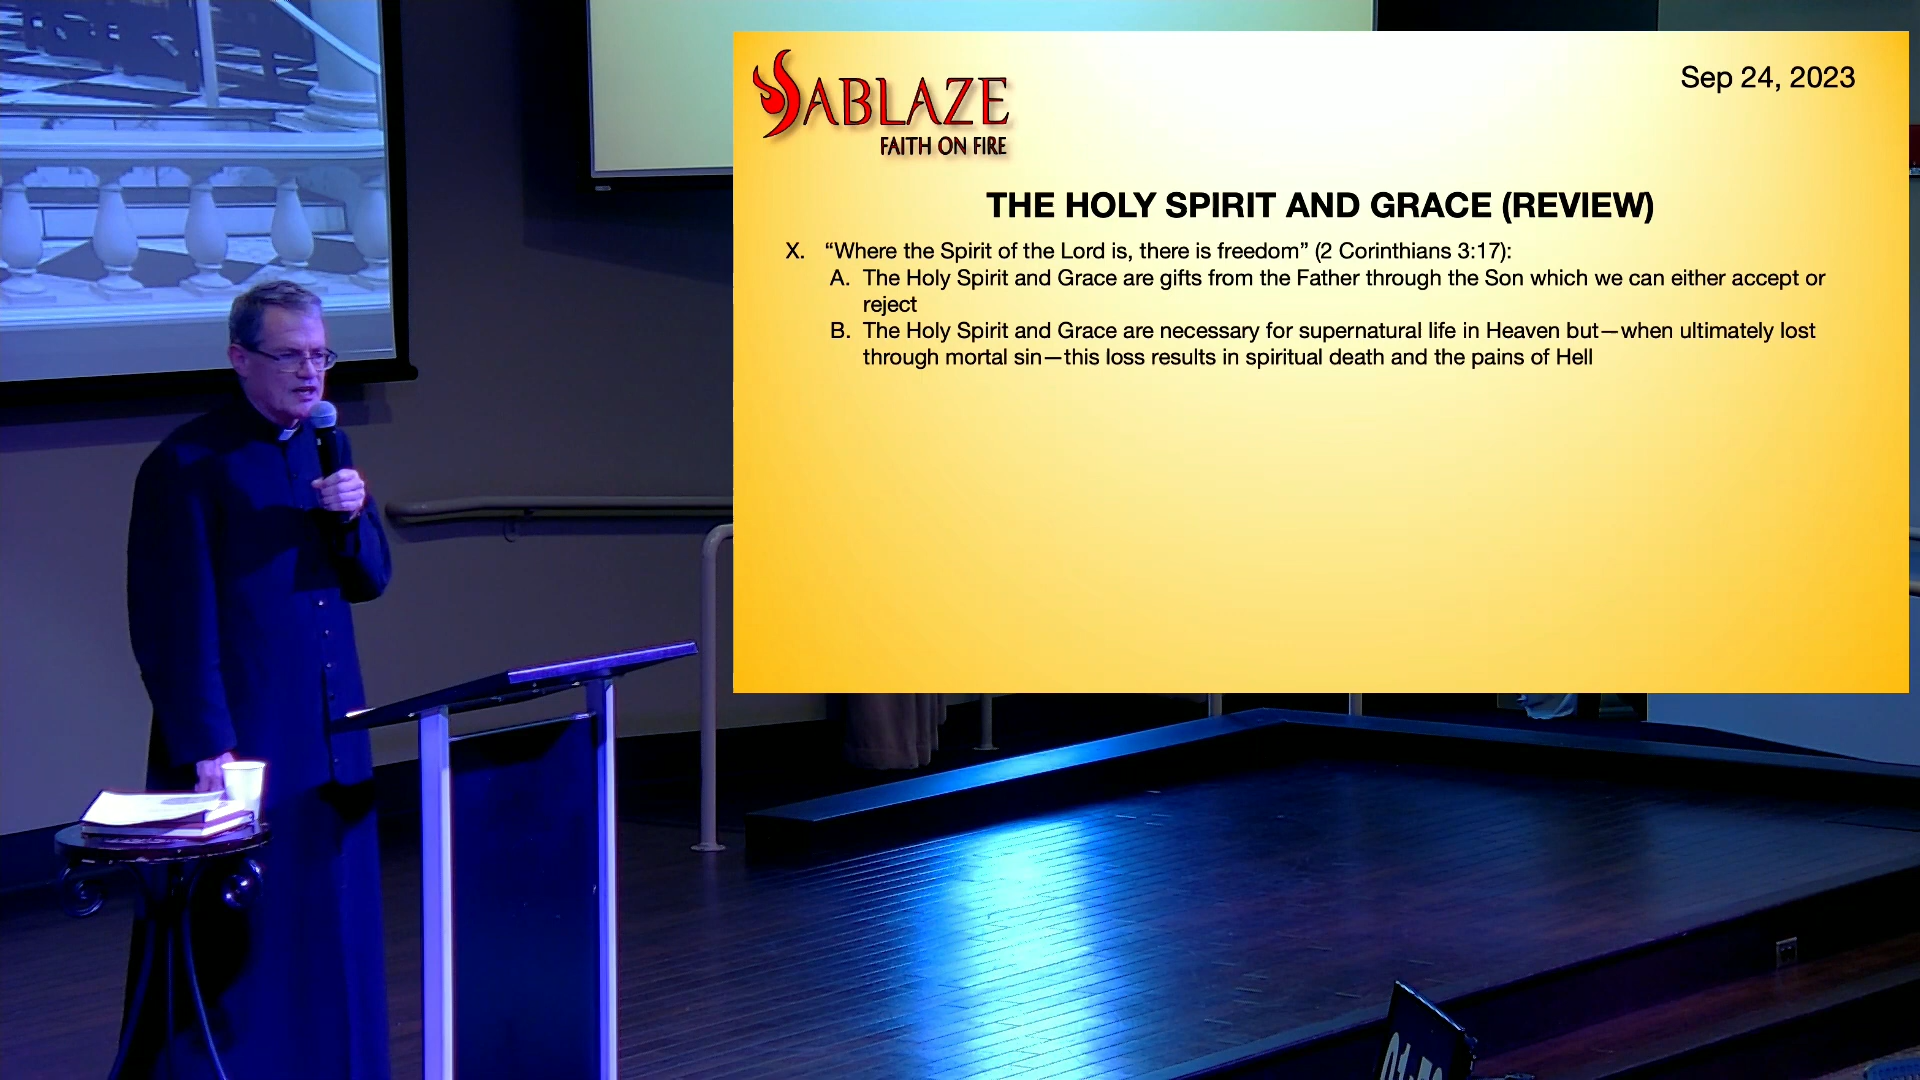 ABLAZE
FAITH ON FIRE
Sep 24, 2023
THE HOLY SPIRIT AND GRACE (REVIEW)
X. “Where the Spirit of the Lord is, there is freedom” (2 Corinthians 3:17):
A. The Holy Spirit and Grace are gifts from the Father through the Son which we can either accept or
reject
B. The Holy Spirit and Grace are necessary for supernatural life in Heaven but—when ultimately lost
through mortal sin—this loss results in spiritual death and the pains of Hell